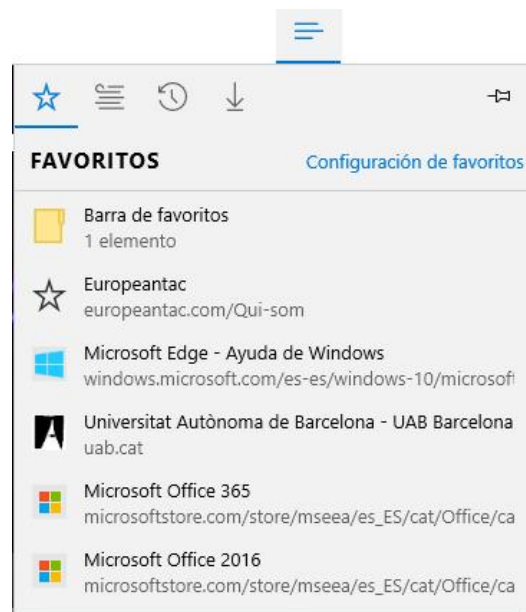 FAVORITOS Configuración de favoritos
Barra de favoritos
1 elemento
Europeantac
europeantac.com/Qui-som
Microsoft Edge - Ayuda de Windows
windows.microsoft.com/es-es/windows-10/microsoft
Universitat Autònoma de Barcelona - UAB Barcelona
uab.cat
Microsoft Office 365
microsoftstore.com/store/mseea/es_ES/cat/Office/ca
Microsoft Office 2016
microsoftstore.com/store/mseea/es_ES/cat/Office/ca